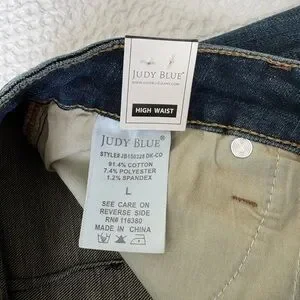 JUDY BLUE®
HIGH WAIST
JUDY BLUE®
STYLE#JB150328 DK-CO
91.4% COTTON
7.4% POLYESTER
1.2% SPANDEX
L
SEE CARE ON
REVERSE SIDE
RN# 116380
MADE IN CHINA